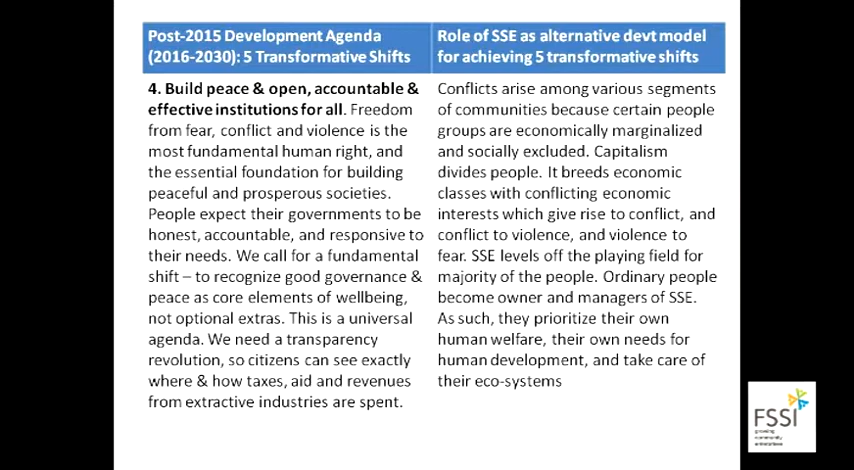 Post-2015 Development Agenda
(2016-2030): 5 Transformative Shifts
Role of SSE as alternative devt model
for achieving 5 transformative shifts
4. Build peace & open, accountable &
effective institutions for all. Freedom
from fear, conflict and violence is the
most fundamental human right, and
the essential foundation for building
peaceful and prosperous societies.
People expect their governments to be
honest, accountable, and responsive to
their needs. We call for a fundamental
shift – to recognize good governance &
peace as core elements of wellbeing,
not optional extras. This is a universal
agenda. We need a transparency
revolution, so citizens can see exactly
where & how taxes, aid and revenues
from extractive industries are spent.
Conflicts arise among various segments
of communities because certain people
groups are economically marginalized
and socially excluded. Capitalism
divides people. It breeds economic
classes with conflicting economic
interests which give rise to conflict, and
conflict to violence, and violence to
fear. SSE levels off the playing field for
majority of the people. Ordinary people
become owner and managers of SSE.
As such, they prioritize their own
human welfare, their own needs for
human development, and take care of
their eco-systems
FSSI
growing
community
enterprises